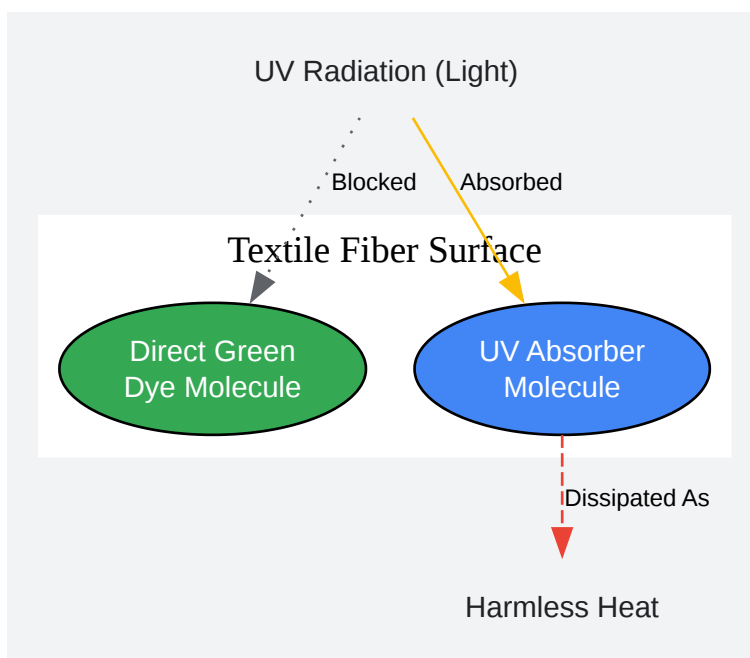 UV Radiation (Light)
Blocked
Absorbed
Textile Fiber Surface
Direct Green
Dye Molecule
UV Absorber
Molecule
Dissipated As
Harmless Heat